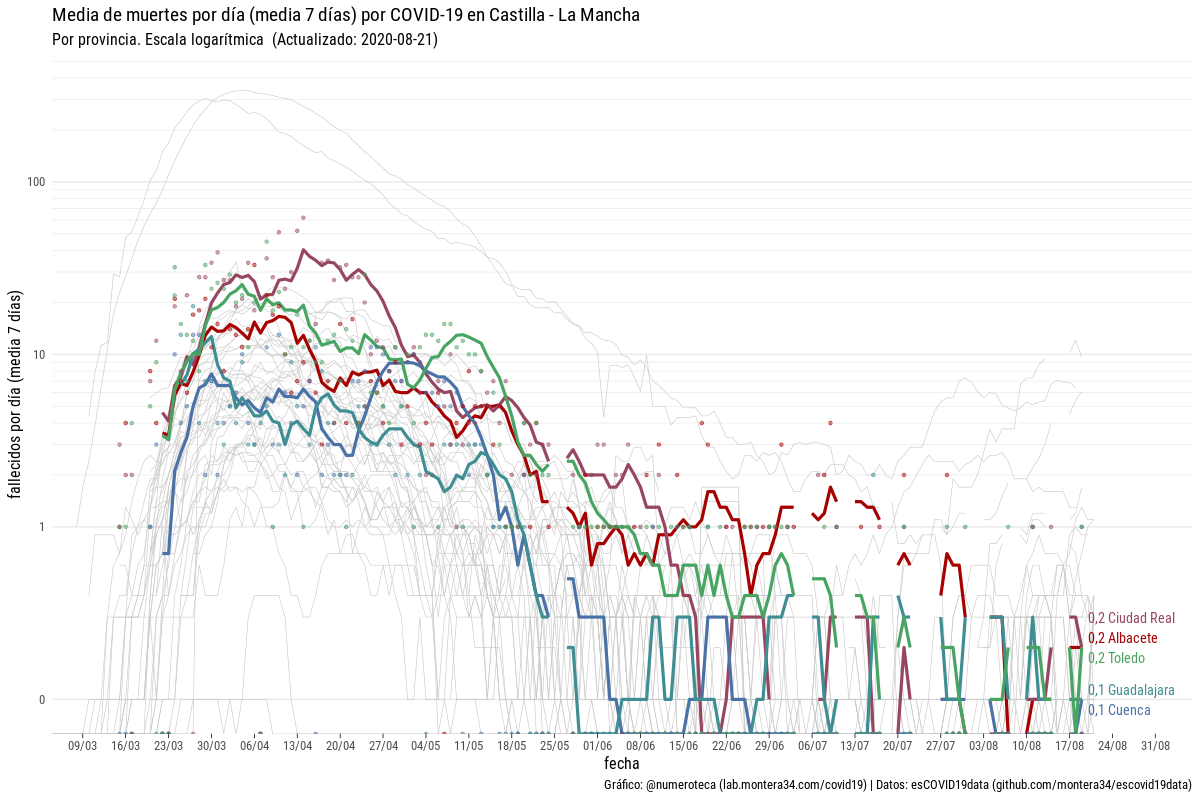 Media de muertes por día (media 7 días) por COVID-19 en Castilla - La Mancha
Por provincia. Escala logarítmica (Actualizado: 2020-08-21)
fallecidos por día (media 7 días)
100
10
1
0
0,2 Ciudad Real
0,2 Albacete
0,2 Toledo
0,1 Guadalajara
0,1 Cuenca
09/03 16/03 23/03 30/03 06/04 13/04 20/04 27/04 04/05 11/05 18/05 25/05 01/06 08/06 15/06 22/06 29/06 06/07 13/07 20/07 27/07 03/08 10/08 17/08 24/08 31/08
fecha
Gráfico: @numeroteca (lab.montera34.com/covid19) | Datos: esCOVID19data (github.com/montera34/escovid19data)